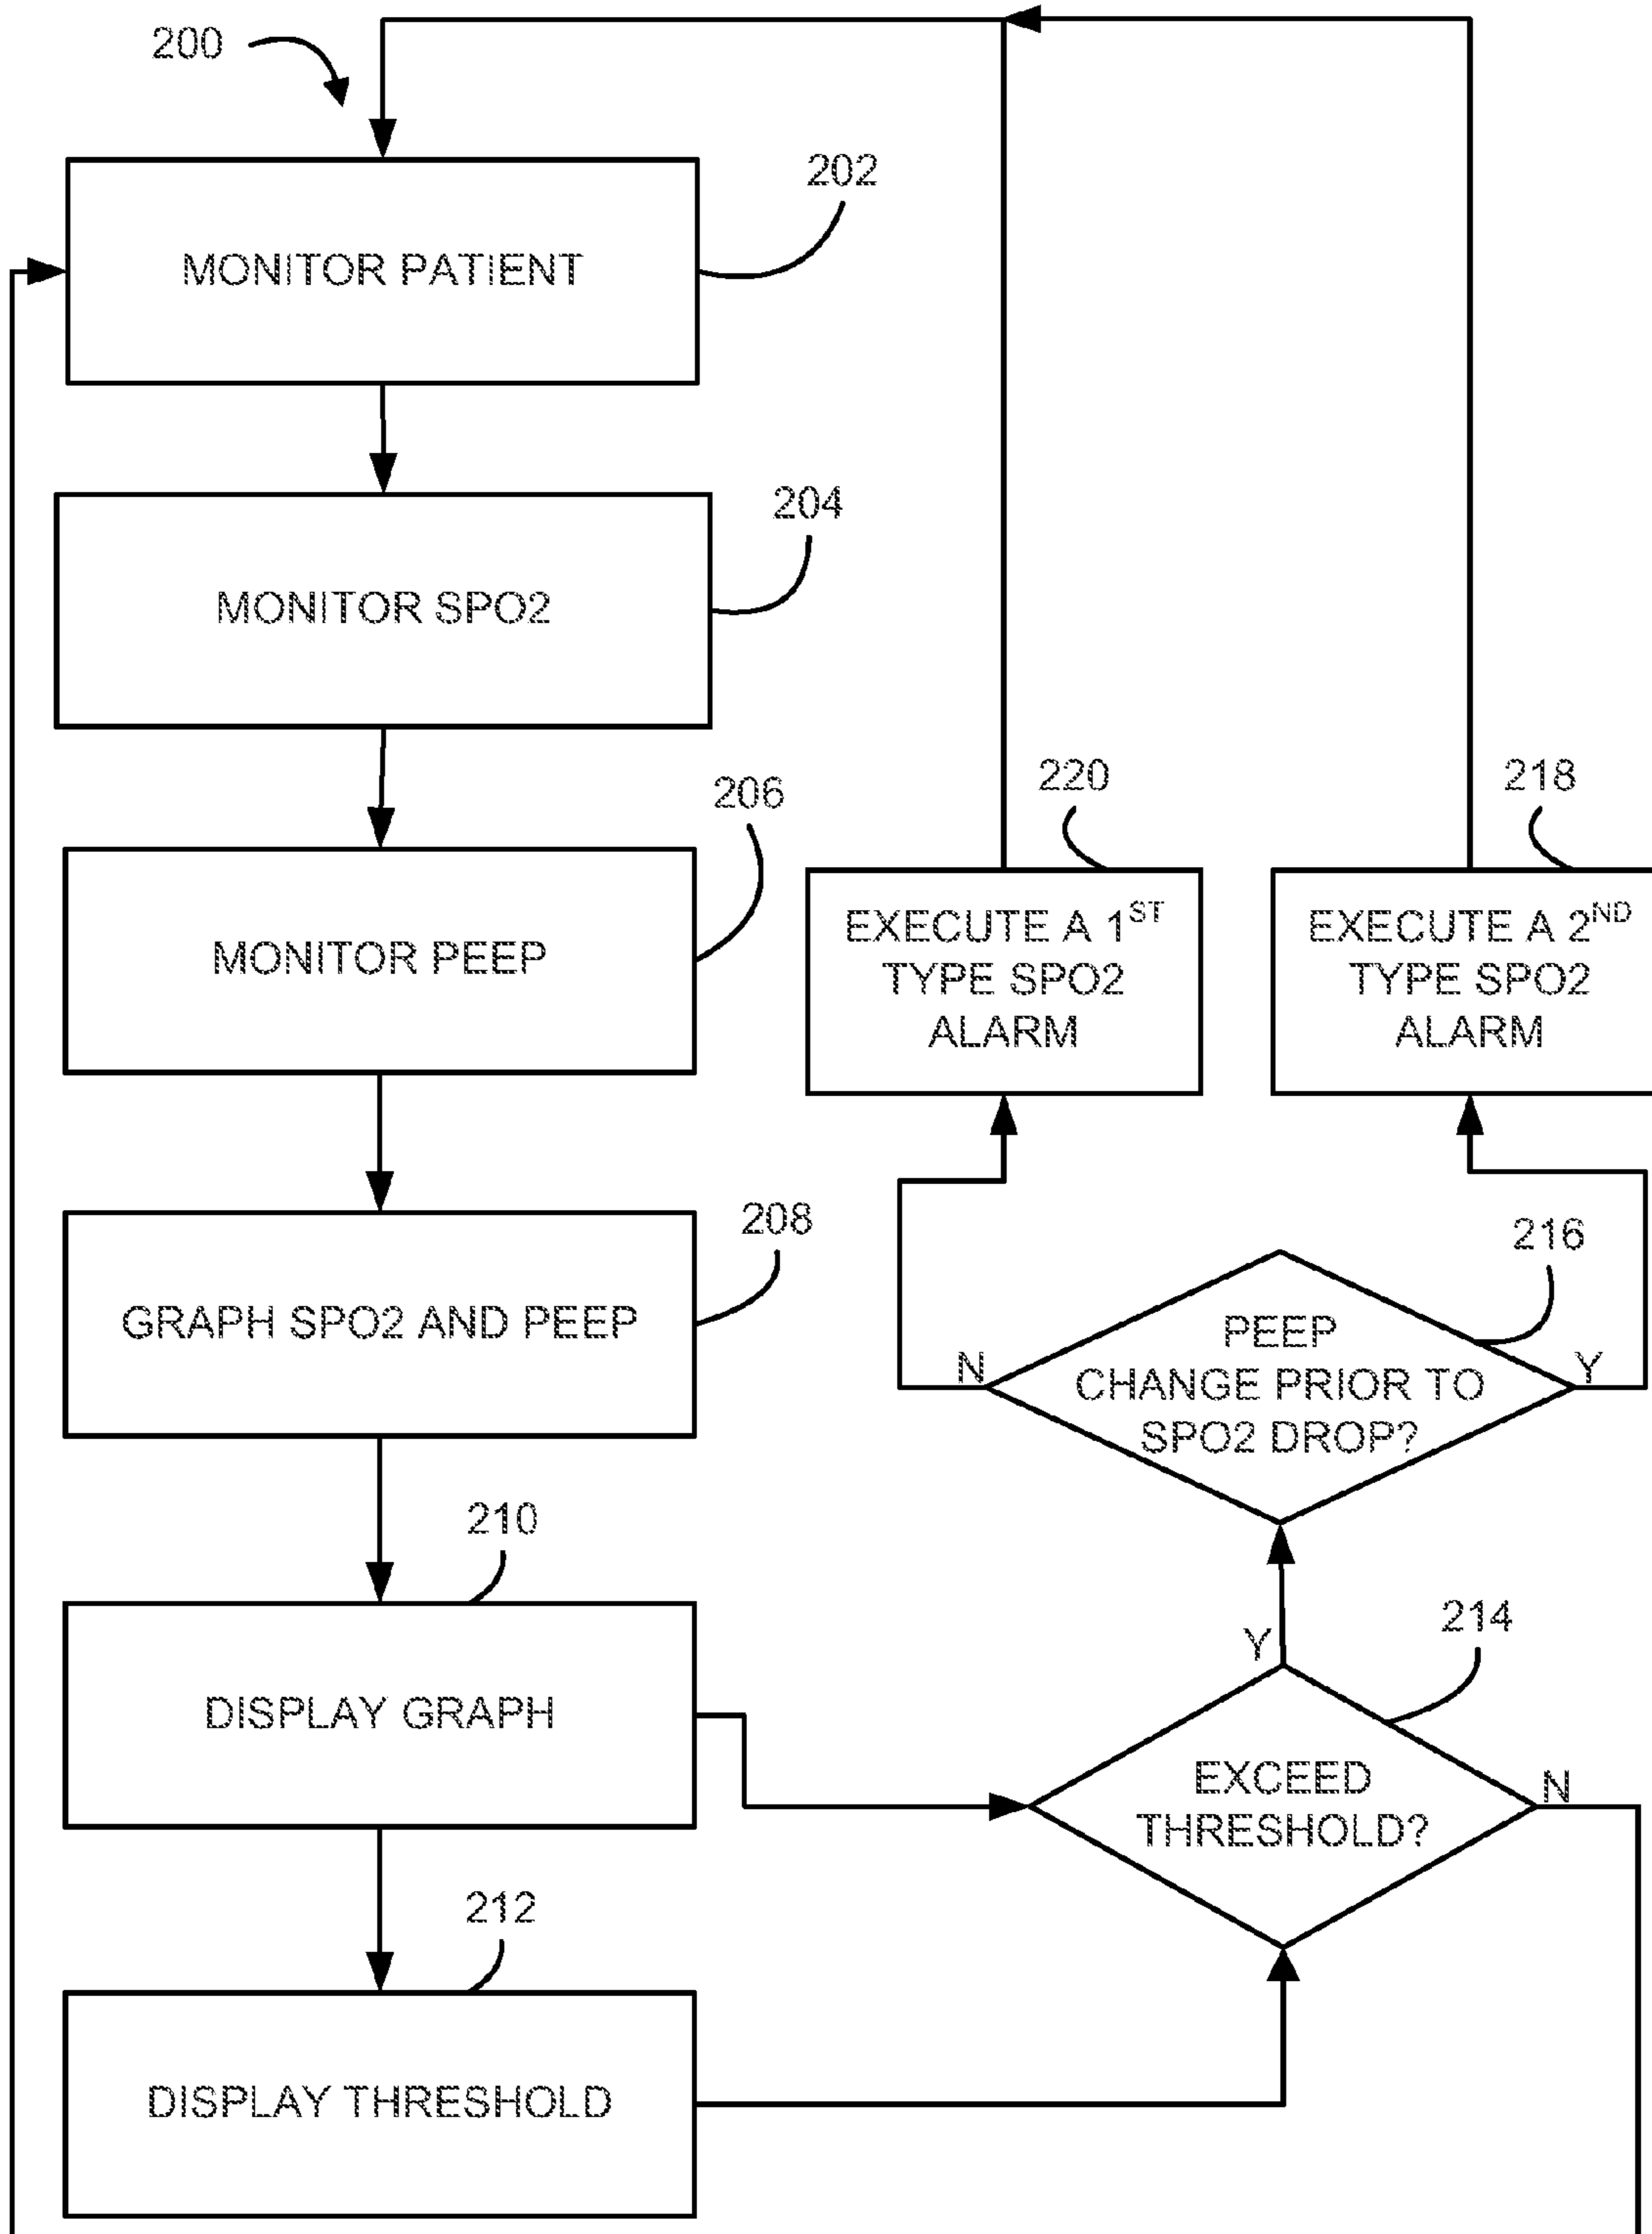 200
202
MONITOR PATIENT
204
MONITOR SPO2
206
MONITOR PEEP
220
EXECUTE A 1ST
TYPE SPO2
ALARM
218
EXECUTE A 2ND
TYPE SPO2
ALARM
208
GRAPH SPO2 AND PEEP
216
PEEP
CHANGE PRIOR TO
SPO2 DROP?
N
Y
210
DISPLAY GRAPH
214
Y
EXCEED
THRESHOLD?
N
212
DISPLAY THRESHOLD